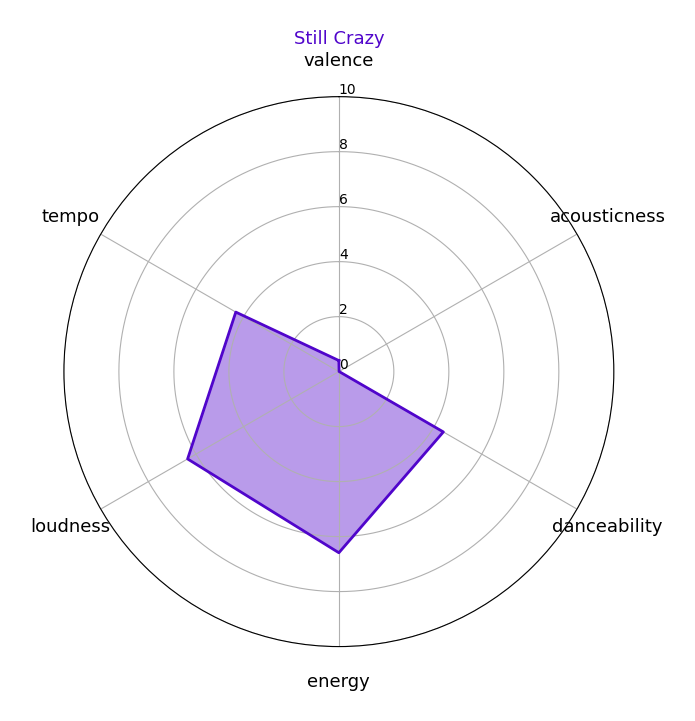 Still Crazy
valence
10
8
6
4
2
0
tempo
acousticness
loudness
danceability
energy